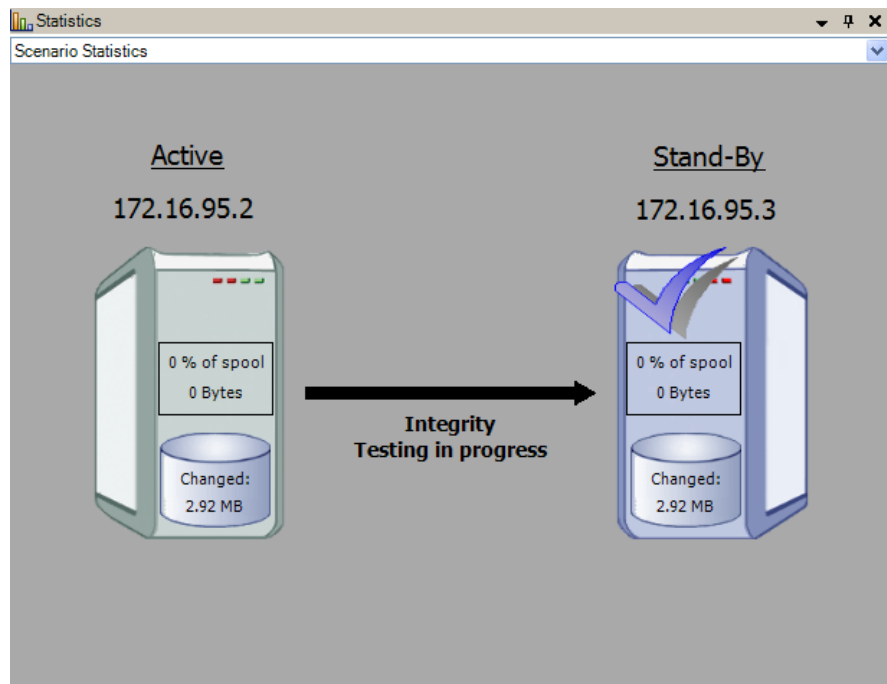 Statistics
Scenario Statistics
Active
Stand-By
172.16.95.2
172.16.95.3
0 % of spool
0 Bytes
0 % of spool
0 Bytes
Integrity
Testing in progress
Changed:
2.92 MB
Changed:
2.92 MB